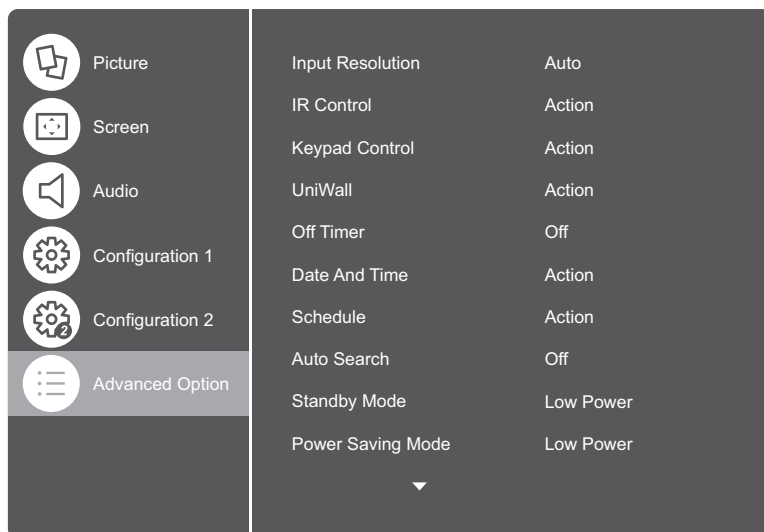 Picture
Screen
Audio
Configuration 1
Configuration 2
2
Advanced Option
Input Resolution Auto
IR Control Action
Keypad Control Action
UniWall Action
Off Timer Off
Date And Time Action
Schedule Action
Auto Search Off
Standby Mode Low Power
Power Saving Mode Low Power